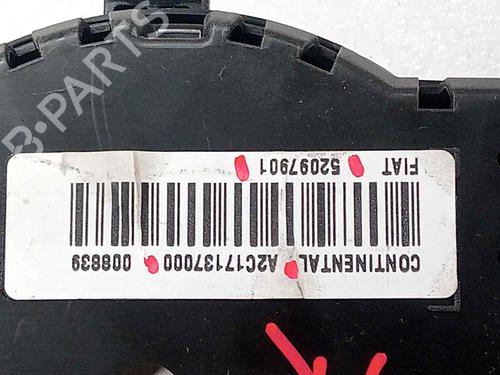 CONTINENTAL A2C17137000 008839
FIAT 52097901
B-PARTS